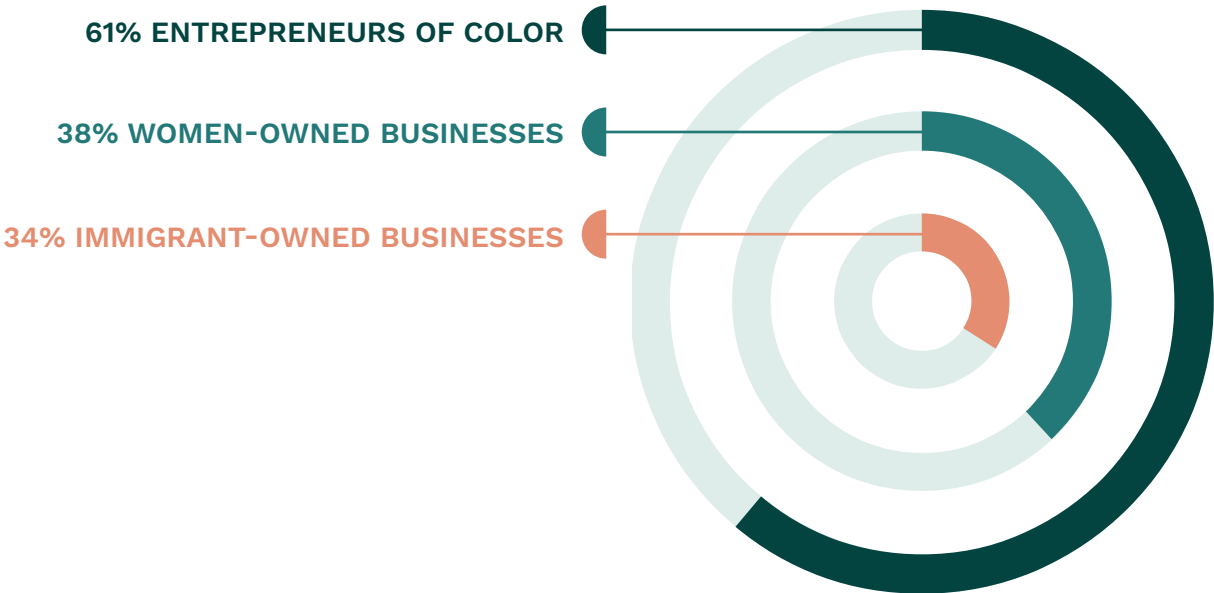 61% ENTREPRENEURS OF COLOR
38% WOMEN-OWNED BUSINESSES
34% IMMIGRANT-OWNED BUSINESSES